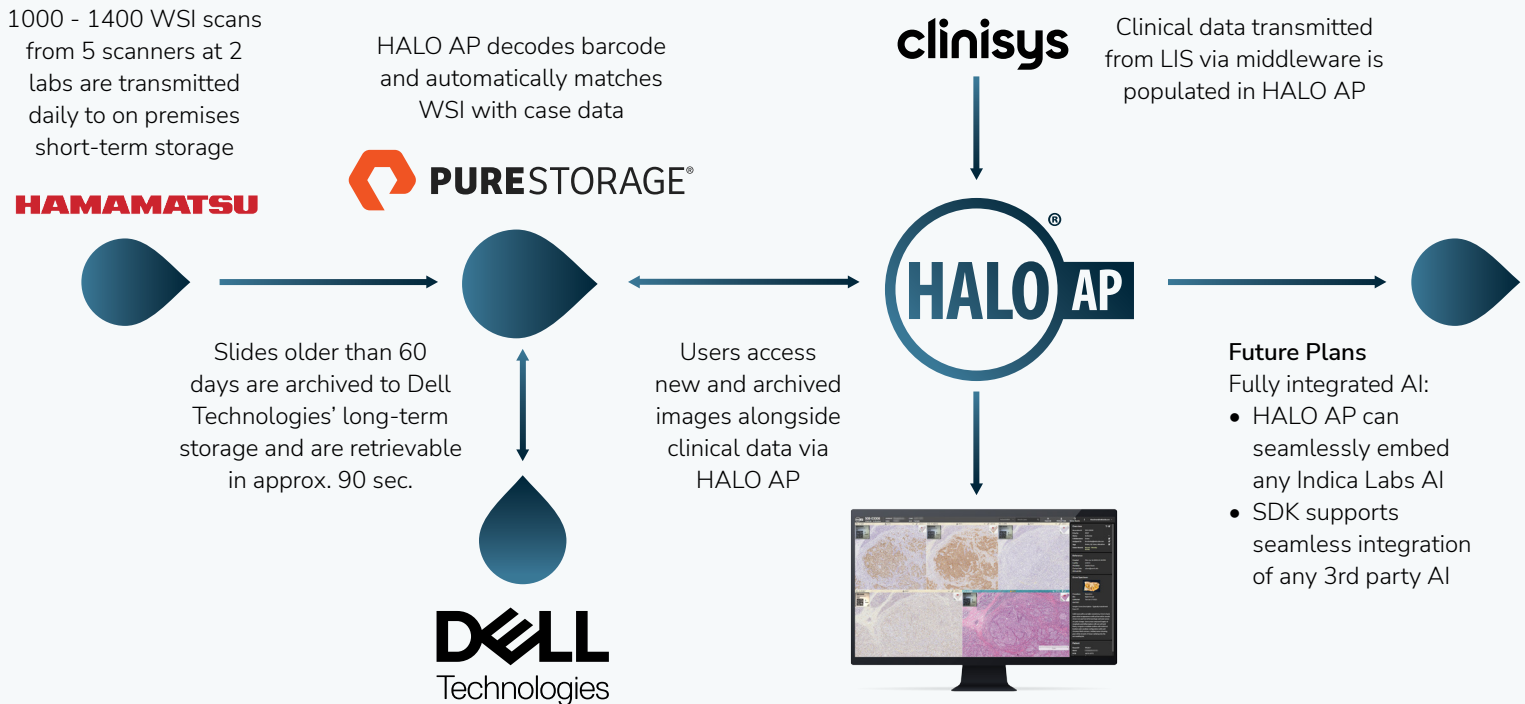 1000 - 1400 WSI scans
from 5 scanners at 2
labs are transmitted
daily to on premises
short-term storage
HAMAMATSU
HALO AP decodes barcode
and automatically matches
WSI with case data
PURESTORAGE®
clinisys
Clinical data transmitted
from LIS via middleware is
populated in HALO AP
HALO AP ®
Slides older than 60
days are archived to Dell
Technologies’ long-term
storage and are retrievable
in approx. 90 sec.
Users access
new and archived
images alongside
clinical data via
HALO AP
Future Plans
Fully integrated AI:
• HALO AP can
seamlessly embed
any Indica Labs AI
• SDK supports
seamless integration
of any 3rd party AI
DELL
Technologies